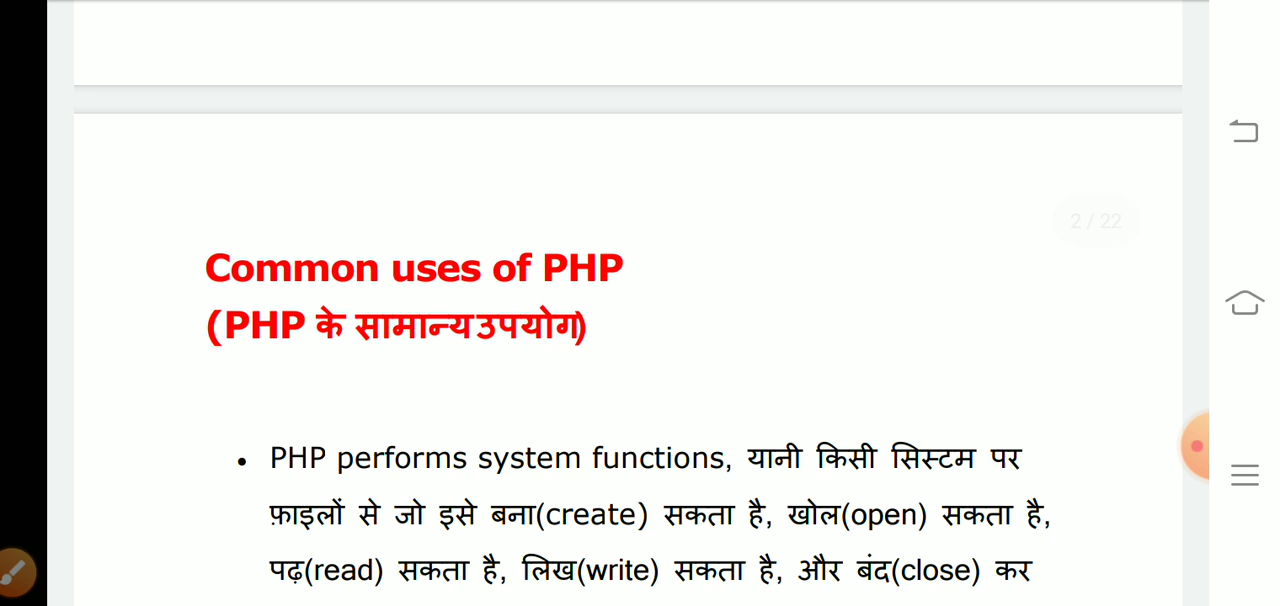 2 / 22
Common uses of PHP
(PHP के सामान्य उपयोग)
• PHP performs system functions, यानी किसी सिस्टम पर
फ़ाइलों से जो इसे बना(create) सकता है, खोल(open) सकता है,
पढ़(read) सकता है, लिख(write) सकता है, और बंद(close) कर